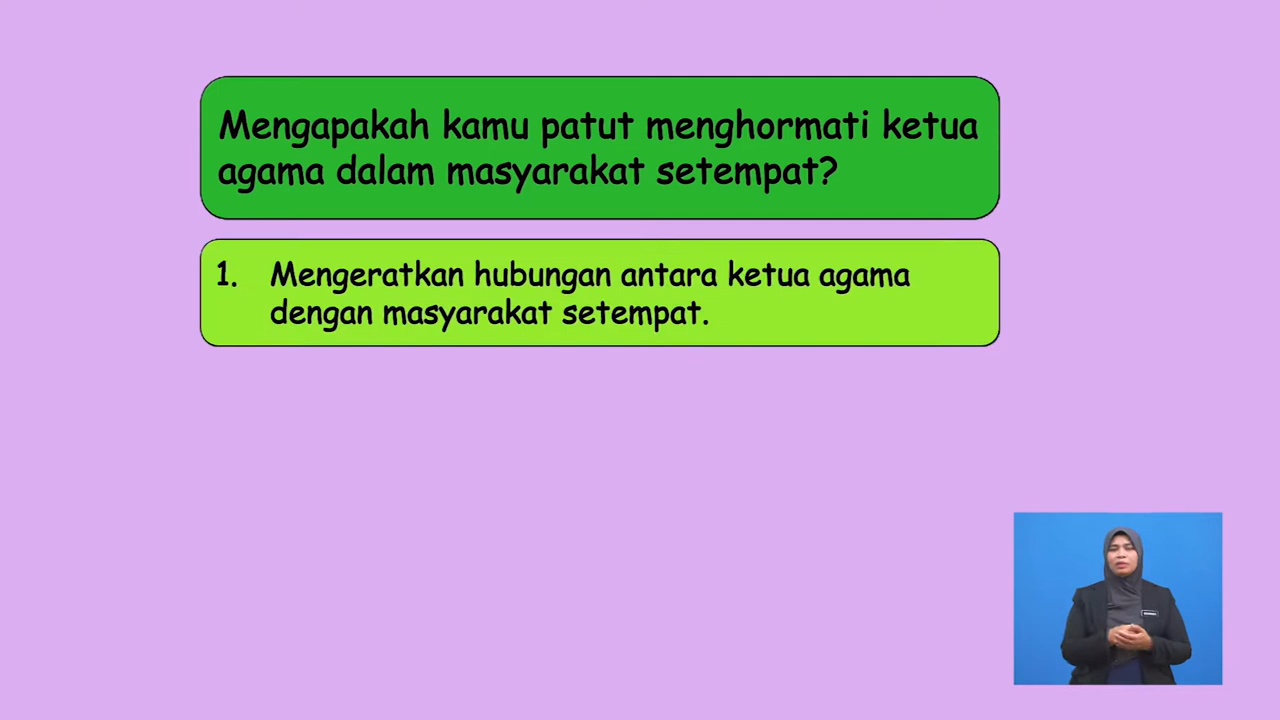 Mengapakah kamu patut menghormati ketua
agama dalam masyarakat setempat?
1. Mengeratkan hubungan antara ketua agama
dengan masyarakat setempat.